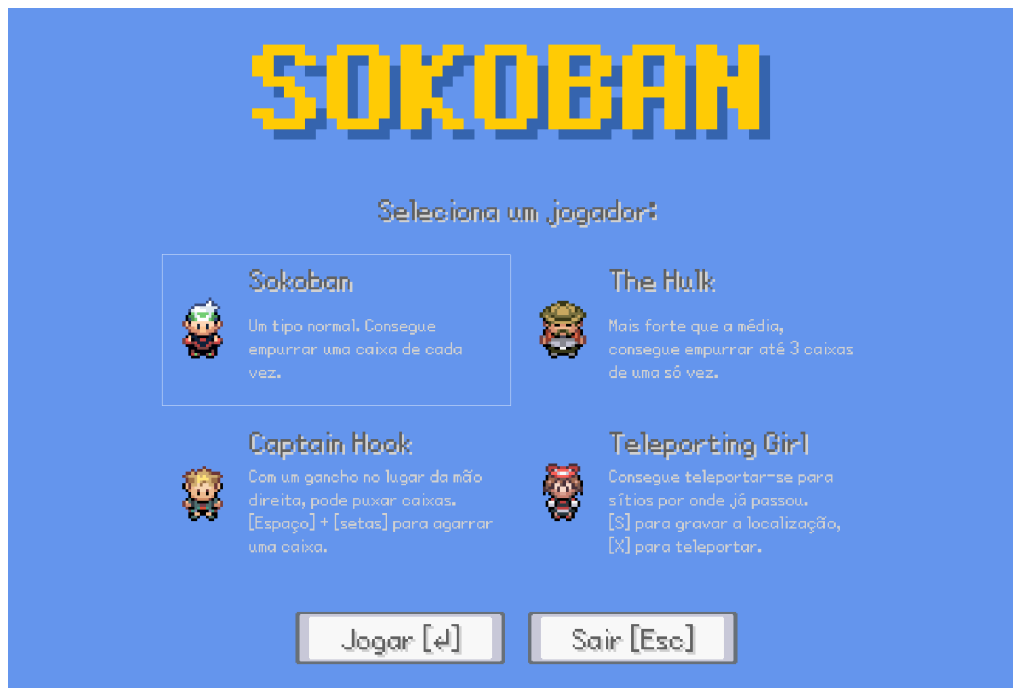 SOKOBAN
Seleciona um jogador:
Sokoban
Um tipo normal. Consegue
empurrar uma caixa de cada
vez.
The Hulk
Mais forte que a média,
consegue empurrar até 3 caixas
de uma só vez.
Captain Hook
Com um gancho no lugar da mão
direita, pode puxar caixas.
[Espaço] + [setas] para agarrar
uma caixa.
Teleporting Girl
Consegue teleportar-se para
sítios por onde já passou.
[S] para gravar a localização,
[X] para teleportar.
Jogar [↲]
Sair [Esc]